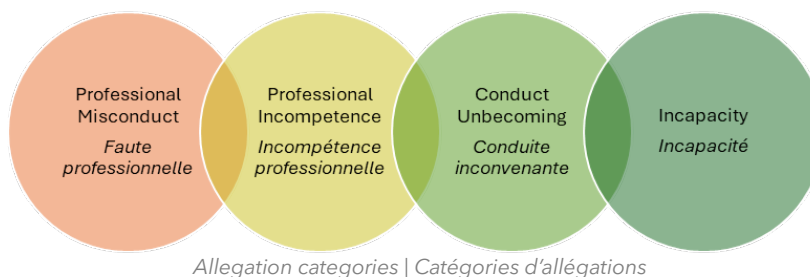 Professional
Misconduct
Faute
professionnelle
Professional
Incompetence
Incompétence
professionnelle
Conduct
Unbecoming
Conduite
inconvenante
Incapacity
Incapacité
Allegation categories | Catégories d’allégations